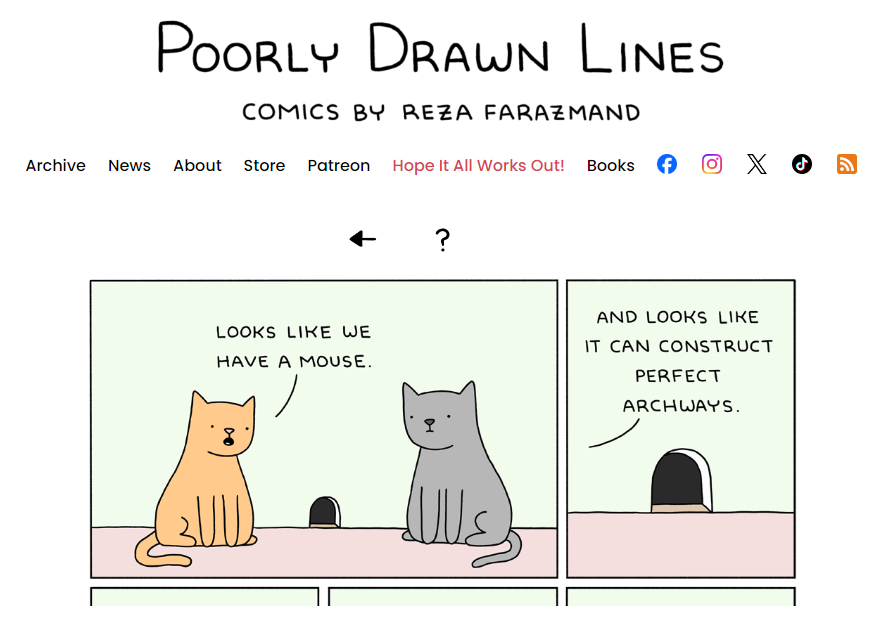 POORLY DRAWN LINES
COMICS BY REZA FARAZMAND
Archive News About Store Patreon Hope It All Works Out! Books
?
LOOKS LIKE WE
HAVE A MOUSE.
AND LOOKS LIKE
IT CAN CONSTRUCT
PERFECT
ARCHWAYS.